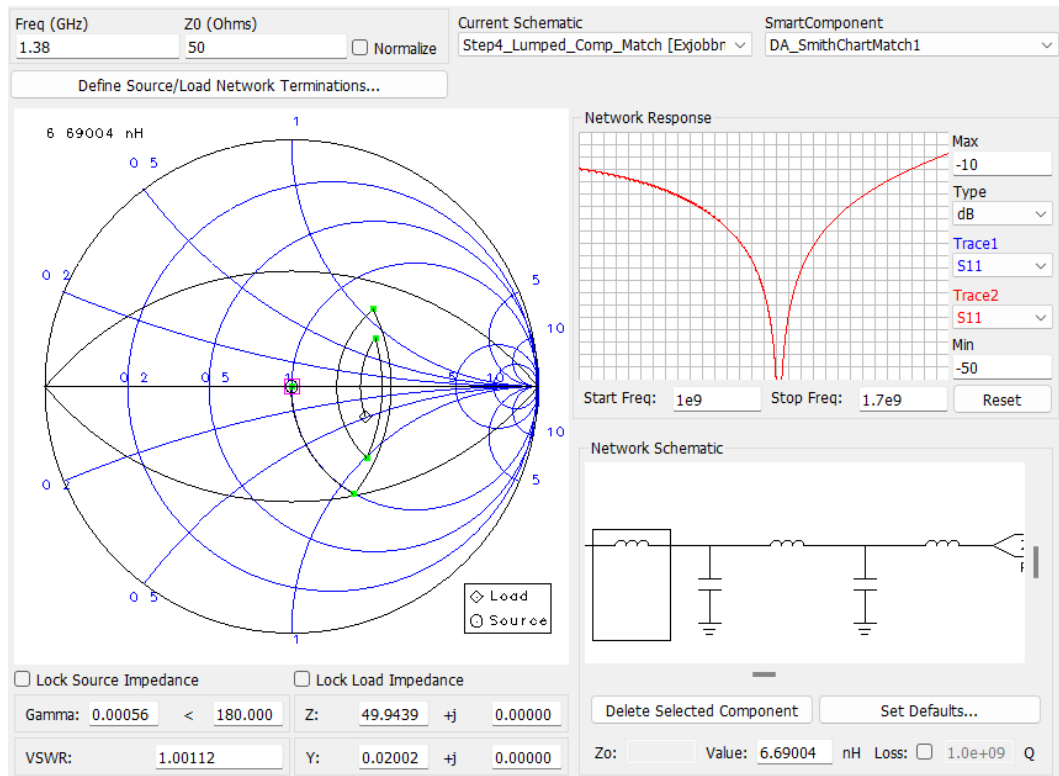 Freq (GHz) Z0 (Ohms) Current Schematic SmartComponent
1.38 50 Normalize Step4_Lumped_Comp_Match [Exjobbr DA_SmithChartMatch1
Define Source/Load Network Terminations...
6 69004 nH
1
0 5
0 2
5
10
0 2 0 5 1 5 10
10
0 2
5
0 5
1
Load
Source
Network Response
Max
-10
Type
dB
Trace1
S11
Trace2
S11
Min
-50
Start Freq: 1e9 Stop Freq: 1.7e9 Reset
Network Schematic
Lock Source Impedance Lock Load Impedance
Gamma: 0.00056 < 180.000 Z: 49.9439 +j 0.00000
VSWR: 1.00112 Y: 0.02002 +j 0.00000
Delete Selected Component Set Defaults...
Zo: Value: 6.69004 nH Loss: 1.0e+09 Q